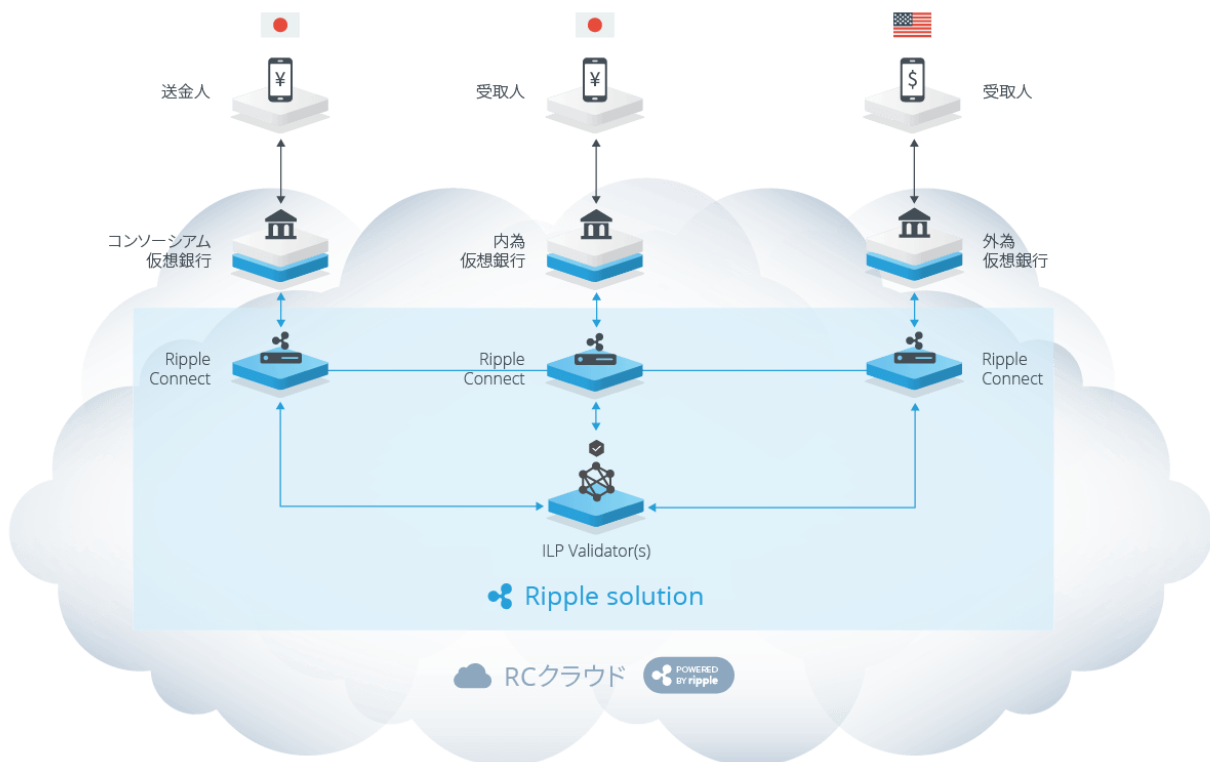 送金人
¥
受取人
¥
受取人
$
コンソーシアム
仮想銀行
内為
仮想銀行
外為
仮想銀行
Ripple
Connect
Ripple
Connect
Ripple
Connect
ILP Validator(s)
Ripple solution
RCクラウド
POWERED
BY ripple